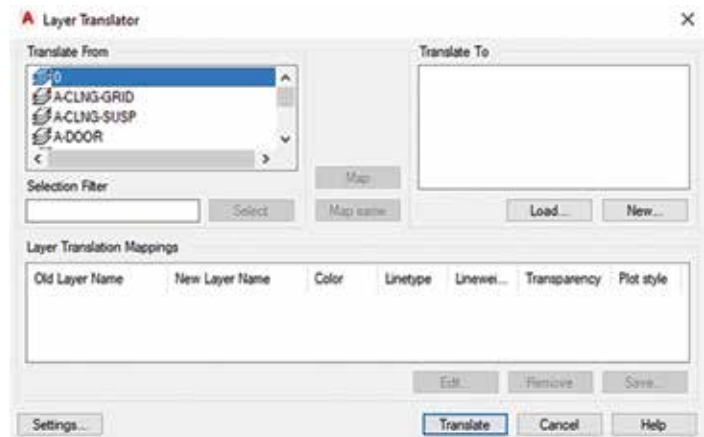 A Layer Translator
Translate From
Translate To
0
A-CLNG-GRID
A-CLNG-SUSP
A-DOOR
Map
Selection Filter
Select
Map same
Load...
New...
Layer Translation Mappings
Old Layer Name New Layer Name Color Linetype Linewei... Transparency Plot style
Edit... Remove Save...
Settings... Translate Cancel Help